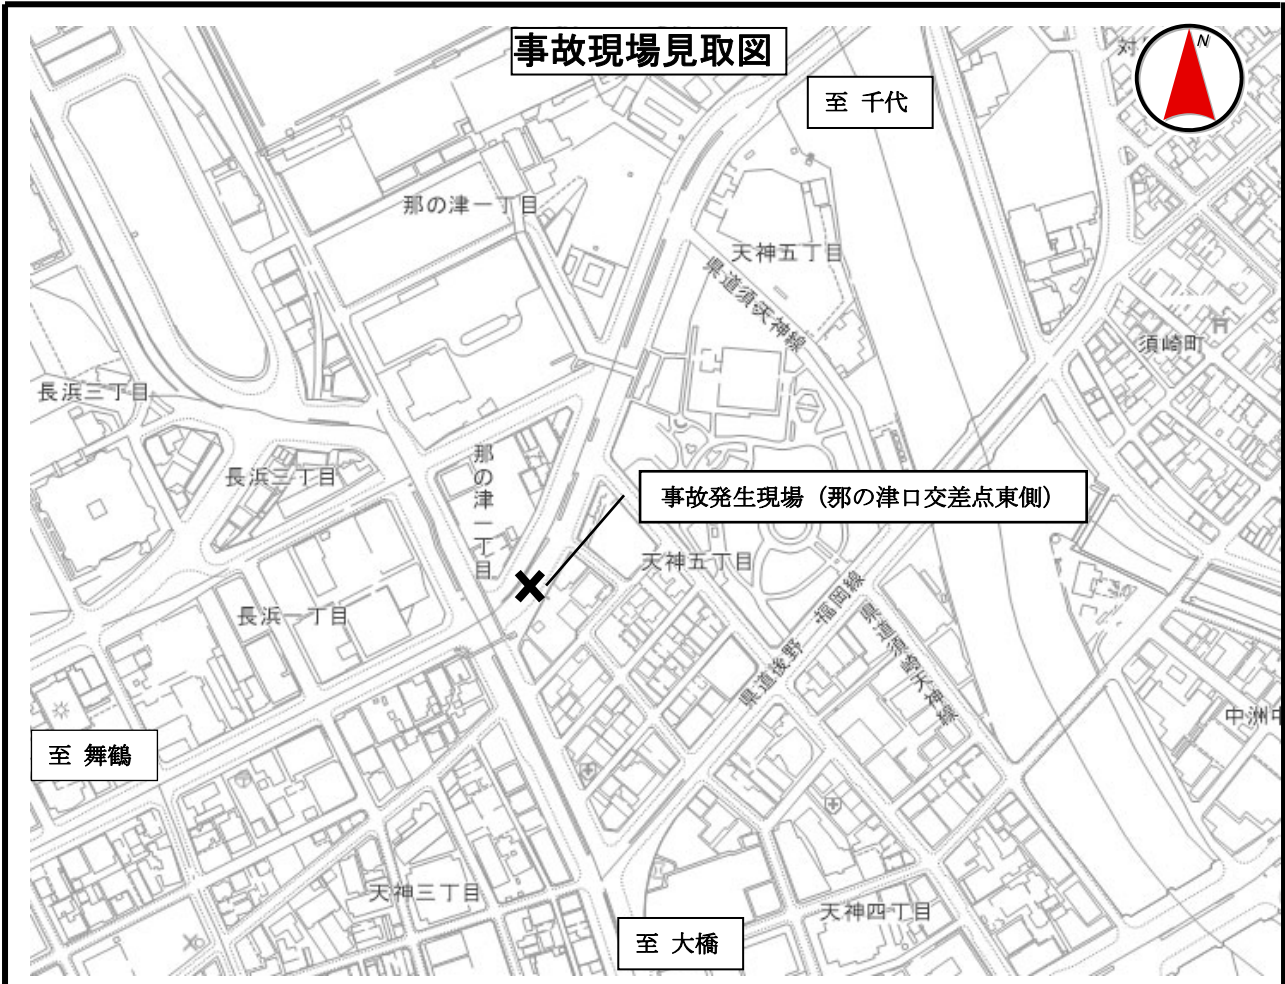 事故現場見取図
N
対
至 千代
那の津一丁目
天神五丁目
県道須崎天神線
須崎町
長浜三丁目
長浜三丁目
那の津一丁目
事故発生現場（那の津口交差点東側）
天神五丁目
長浜一丁目
県道後野 福岡線
県道須崎天神線
中洲中
至 舞鶴
天神三丁目
天神四丁目
至 大橋